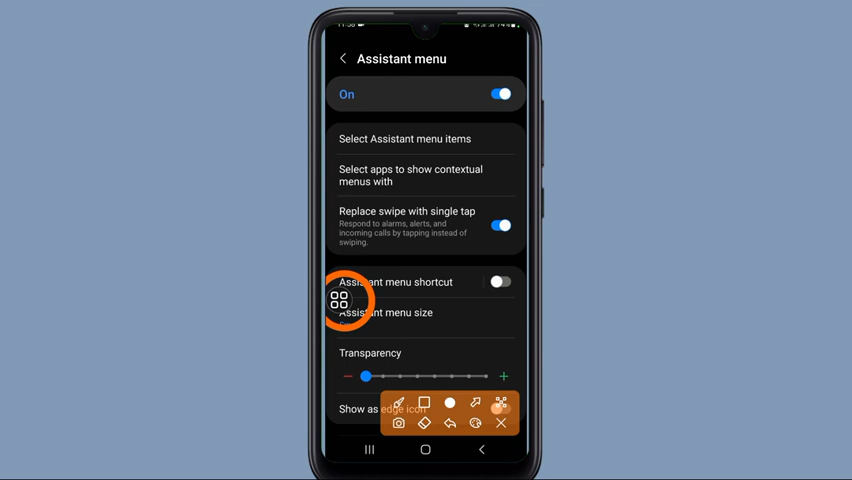 Assistant menu
On
Select Assistant menu items
Select apps to show contextual
menus with
Replace swipe with single tap
Respond to alarms, alerts, and
incoming calls by tapping instead of
swiping.
Assistant menu shortcut
Assistant menu size
Transparency
Show as edge icon